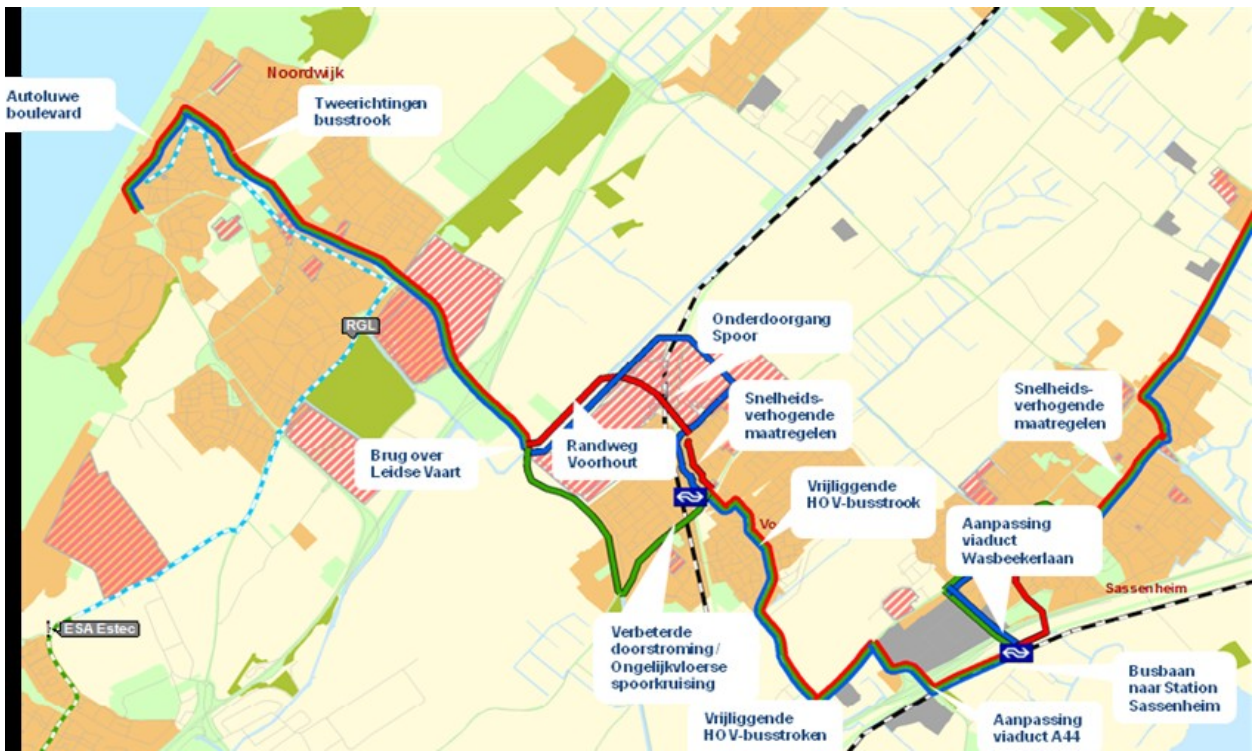 Noordwijk
Autoluwe
boulevard
Tweerichtingen
busstrook
RGL
Onderdoorgang
Spoor
Snelheids-
verhogende
maatregelen
Snelheids-
verhogende
maatregelen
Brug over
Leidse Vaart
Randweg
Voorhout
Vrijliggende
HOV-busstrook
Vo
Aanpassing
viaduct
Wasbeekerlaan
Sassenheim
ESA Estec
Verbeterde
doorstroming/
Ongelijkvloerse
spoorkruising
Busbaan
naar Station
Sassenheim
Vrijliggende
HOV-busstroken
Aanpassing
viaduct A44